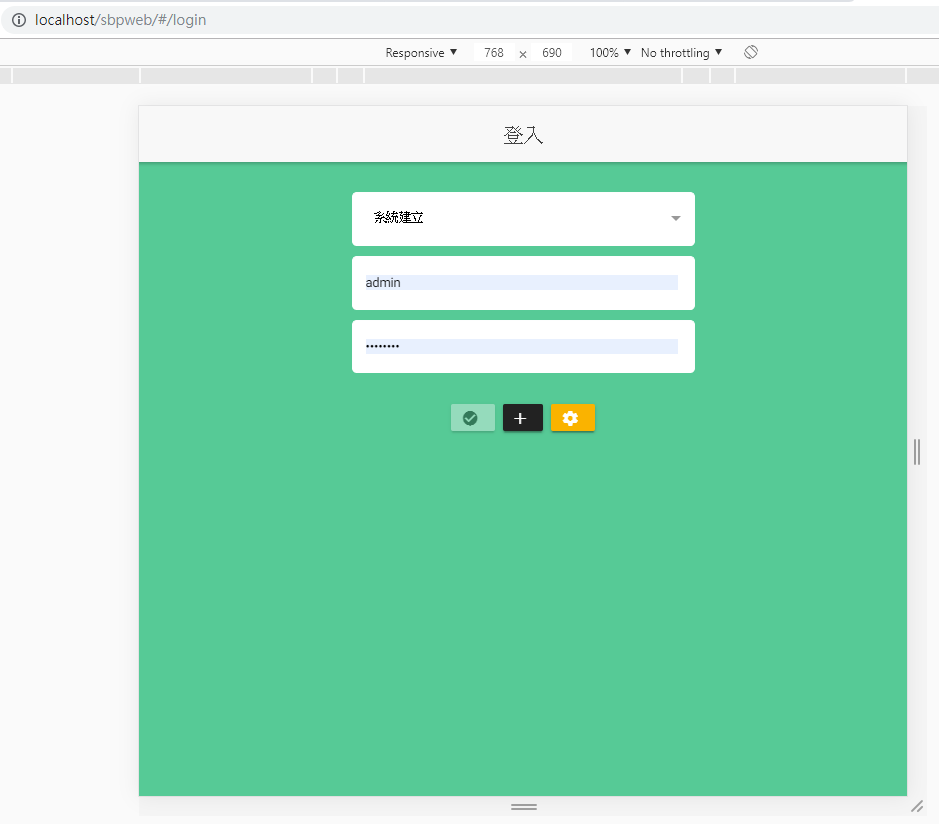 localhost/sbpweb/#/login
Responsive ▼ 768 × 690 100% ▼ No throttling ▼
登入
系統建立
admin
••••••••